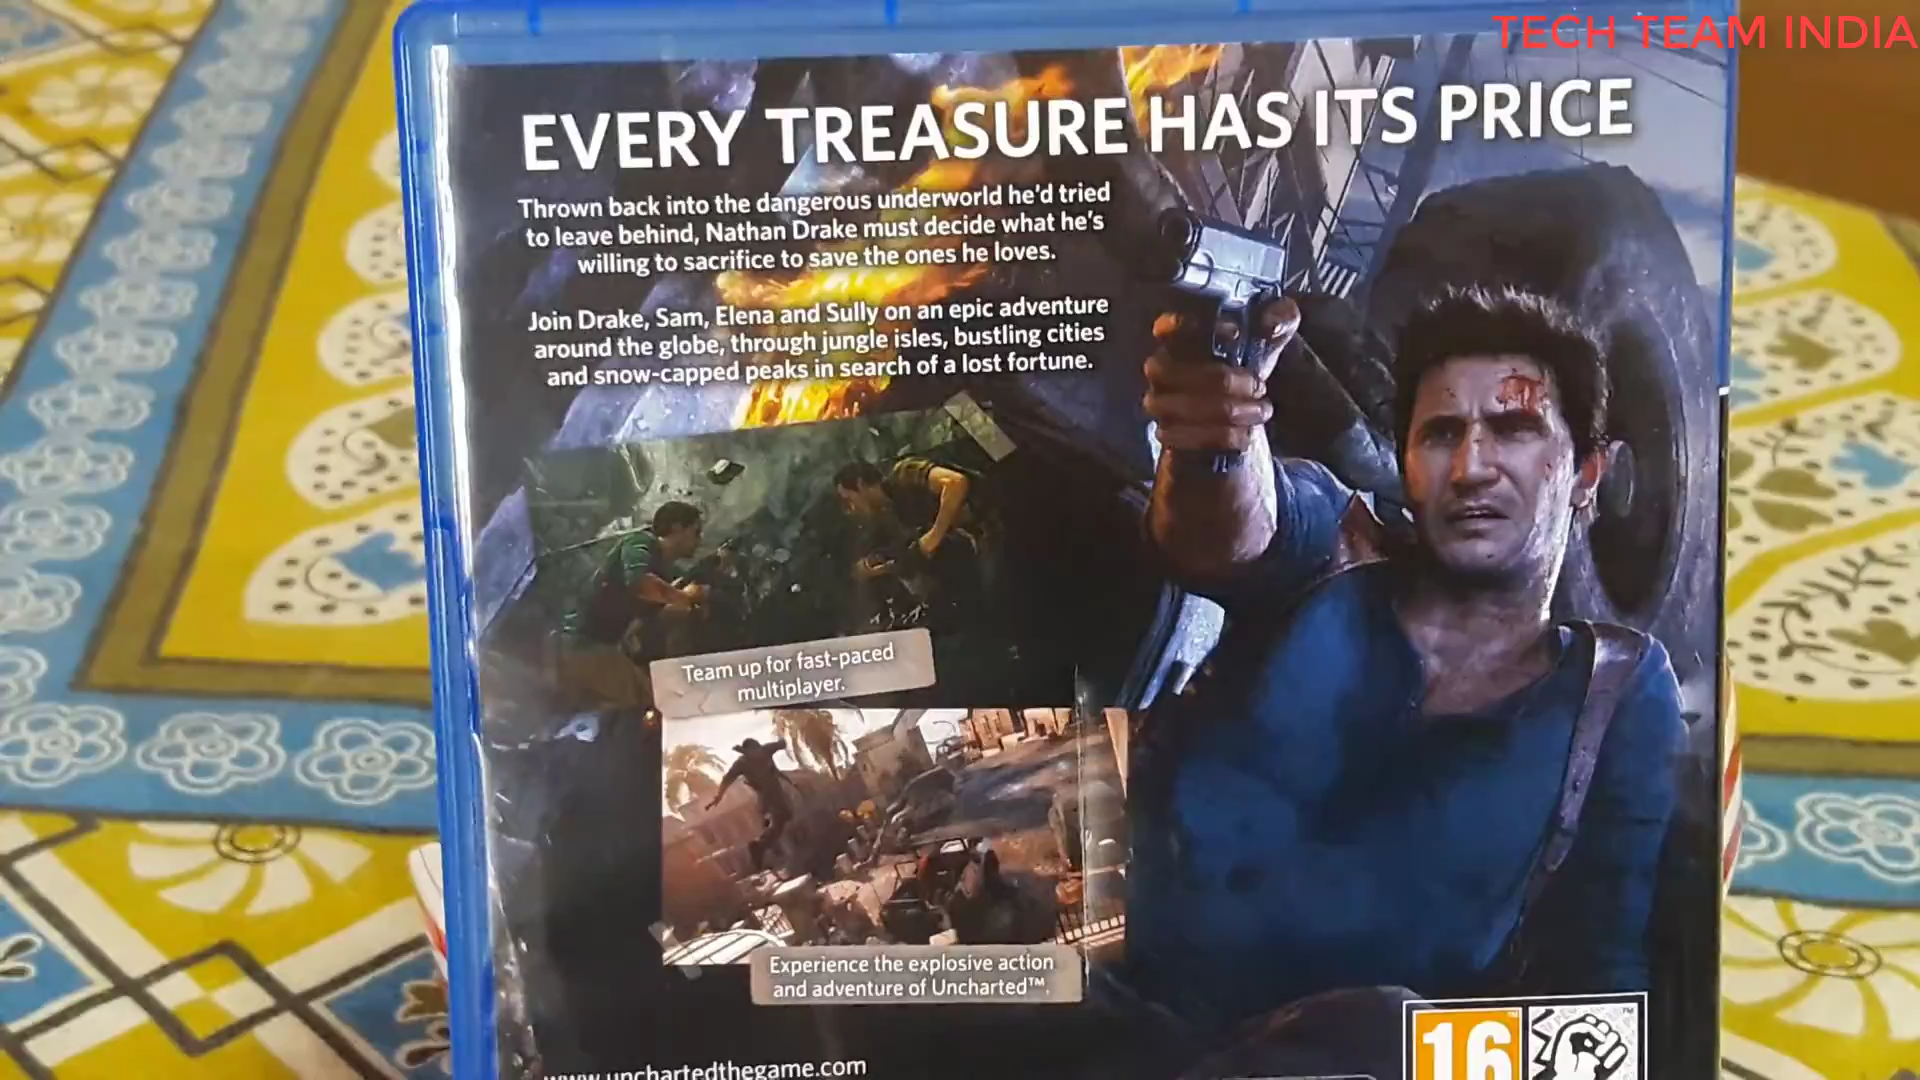 TECH TEAM INDIA
EVERY TREASURE HAS ITS PRICE
Thrown back into the dangerous underworld he'd tried
to leave behind, Nathan Drake must decide what he's
willing to sacrifice to save the ones he loves.
Join Drake, Sam, Elena and Sully on an epic adventure
around the globe, through jungle isles, bustling cities
and snow-capped peaks in search of a lost fortune.
Team up for fast-paced
multiplayer.
Experience the explosive action
and adventure of Uncharted™.
www.unchartedthegame.com
16